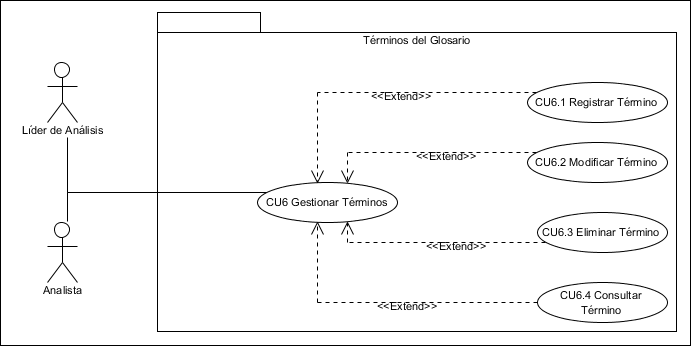 Términos del Glosario
<<Extend>>
CU6.1 Registrar Término
Líder de Análisis
<<Extend>>
CU6.2 Modificar Término
CU6 Gestionar Términos
<<Extend>>
CU6.3 Eliminar Término
Analista
<<Extend>>
CU6.4 Consultar
Término